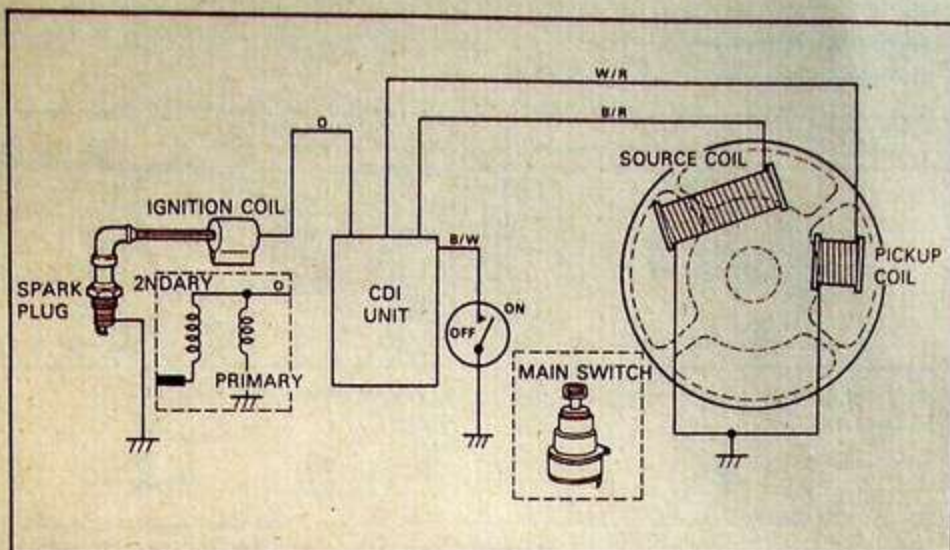 W/R
B/R
O
SOURCE COIL
IGNITION COIL
B/W
PICKUP
COIL
SPARK
PLUG
2NDARY
O
CDI
UNIT
ON
OFF
MAIN SWITCH
PRIMARY